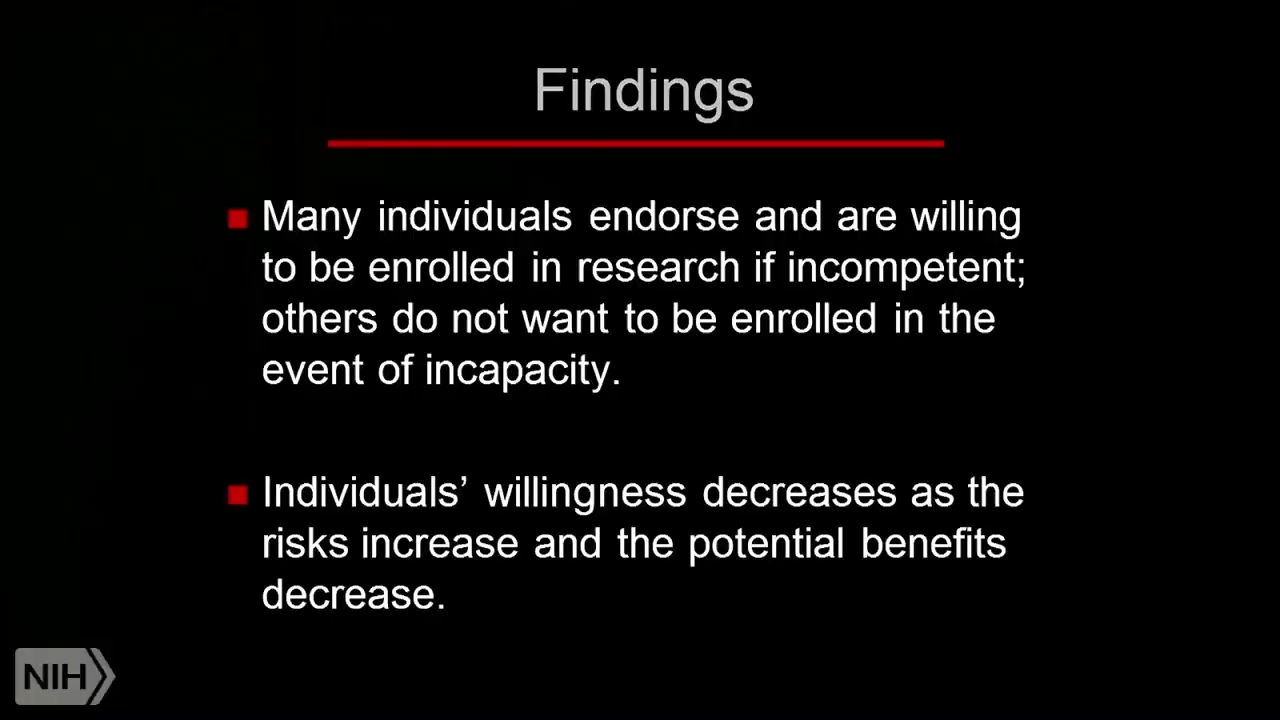 Findings
Many individuals endorse and are willing
to be enrolled in research if incompetent;
others do not want to be enrolled in the
event of incapacity.
Individuals’ willingness decreases as the
risks increase and the potential benefits
decrease.
NIH